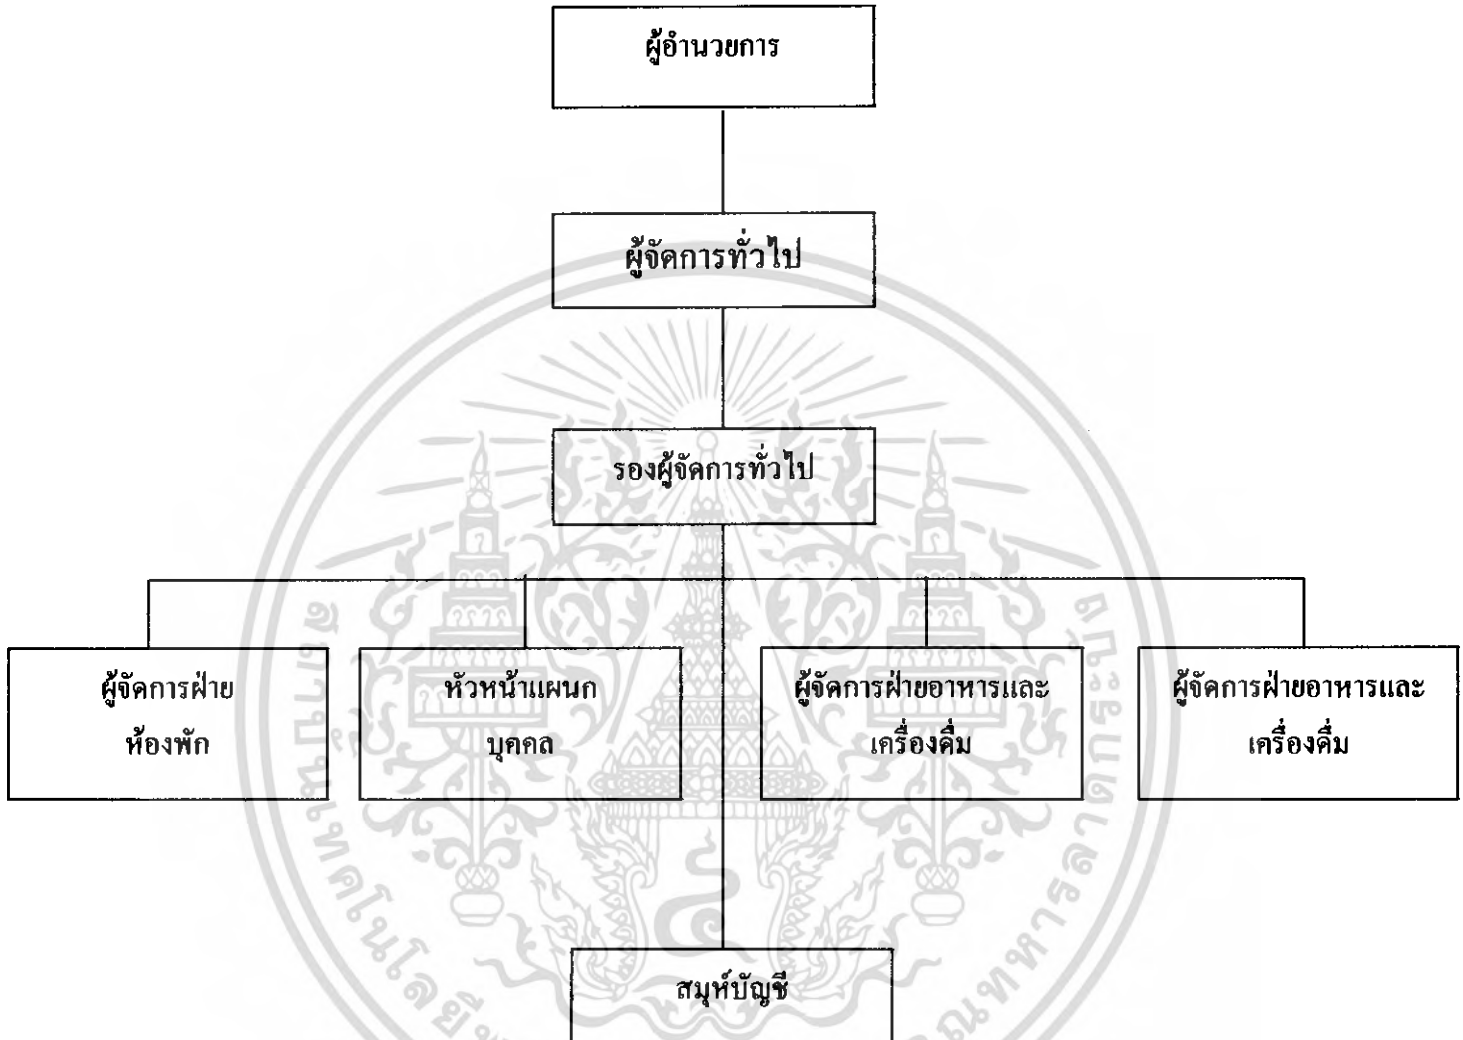 ผู้อำนวยการ
ผู้จัดการทั่วไป
รองผู้จัดการทั่วไป
ผู้จัดการฝ่าย
ห้องพัก
หัวหน้าแผนก
บุคคล
ผู้จัดการฝ่ายอาหารและ
เครื่องดื่ม
ผู้จัดการฝ่ายอาหารและ
เครื่องดื่ม
สมุห์บัญชี